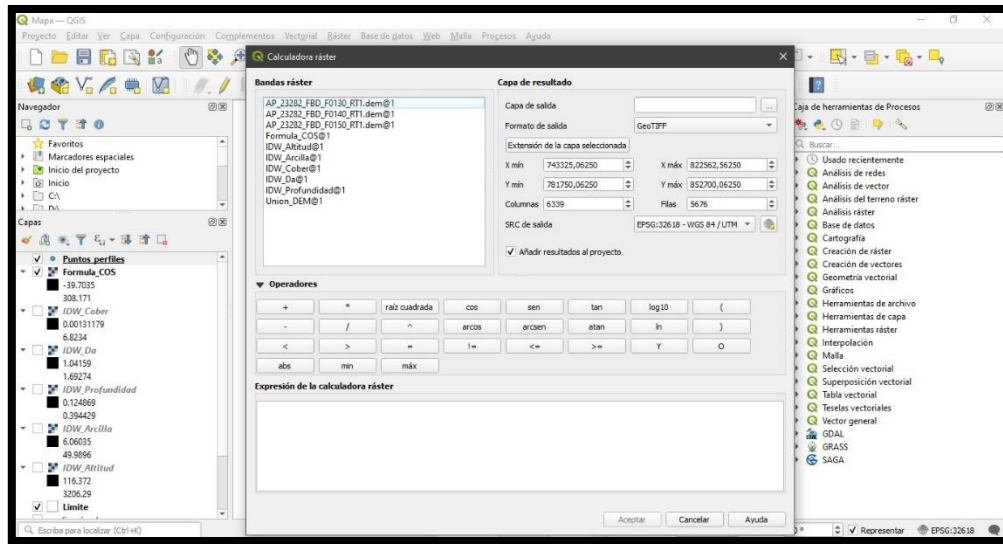 Mapa — QGIS
Proyecto Editar Ver Capa Configuración Complementos Vectorial Ráster Base de datos Web Malla Procesos Ayuda
Navegador
Favoritos
Marcadores espaciales
Inicio del proyecto
Inicio
C:\
D:\
Capas
Puntos perfiles
Formula_COS
-39.7035
308.171
IDW_Cober
0.00131179
6.8234
IDW_Da
1.04159
1.69274
IDW_Profundidad
0.124869
0.394429
IDW_Arcilla
6.06035
49.9896
IDW_Altitud
116.372
3206.29
Limite
Escriba para localizar (Ctrl+K)
Calculadora ráster
Bandas ráster
AP_23282_FBD_F0130_RT1.dem@1
AP_23282_FBD_F0140_RT1.dem@1
AP_23282_FBD_F0150_RT1.dem@1
Formula_COS@1
IDW_Altitud@1
IDW_Arcilla@1
IDW_Cober@1
IDW_Da@1
IDW_Profundidad@1
Union_DEM@1
Capa de resultado
Capa de salida ...
Formato de salida GeoTIFF
Extensión de la capa seleccionada
X mín 743325,06250 X máx 822562,56250
Y mín 781750,06250 Y máx 852700,06250
Columnas 6339 Filas 5676
SRC de salida EPSG:32618 - WGS 84 / UTM
Añadir resultados al proyecto
Operadores
+ * raíz cuadrada cos sen tan log10 (
- / ^ arcos arcsen atan ln )
< > = != <= >= Y O
abs min máx
Expresión de la calculadora ráster
Aceptar Cancelar Ayuda
Caja de herramientas de Procesos
Buscar...
Usado recientemente
Análisis de redes
Análisis de vector
Análisis del terreno ráster
Análisis ráster
Base de datos
Cartografía
Creación de ráster
Creación de vectores
Geometría vectorial
Gráficos
Herramientas de archivo
Herramientas de capa
Herramientas ráster
Interpolación
Malla
Selección vectorial
Superposición vectorial
Tabla vectorial
Teselas vectoriales
Vector general
GDAL
GRASS
SAGA
Representar EPSG:32618